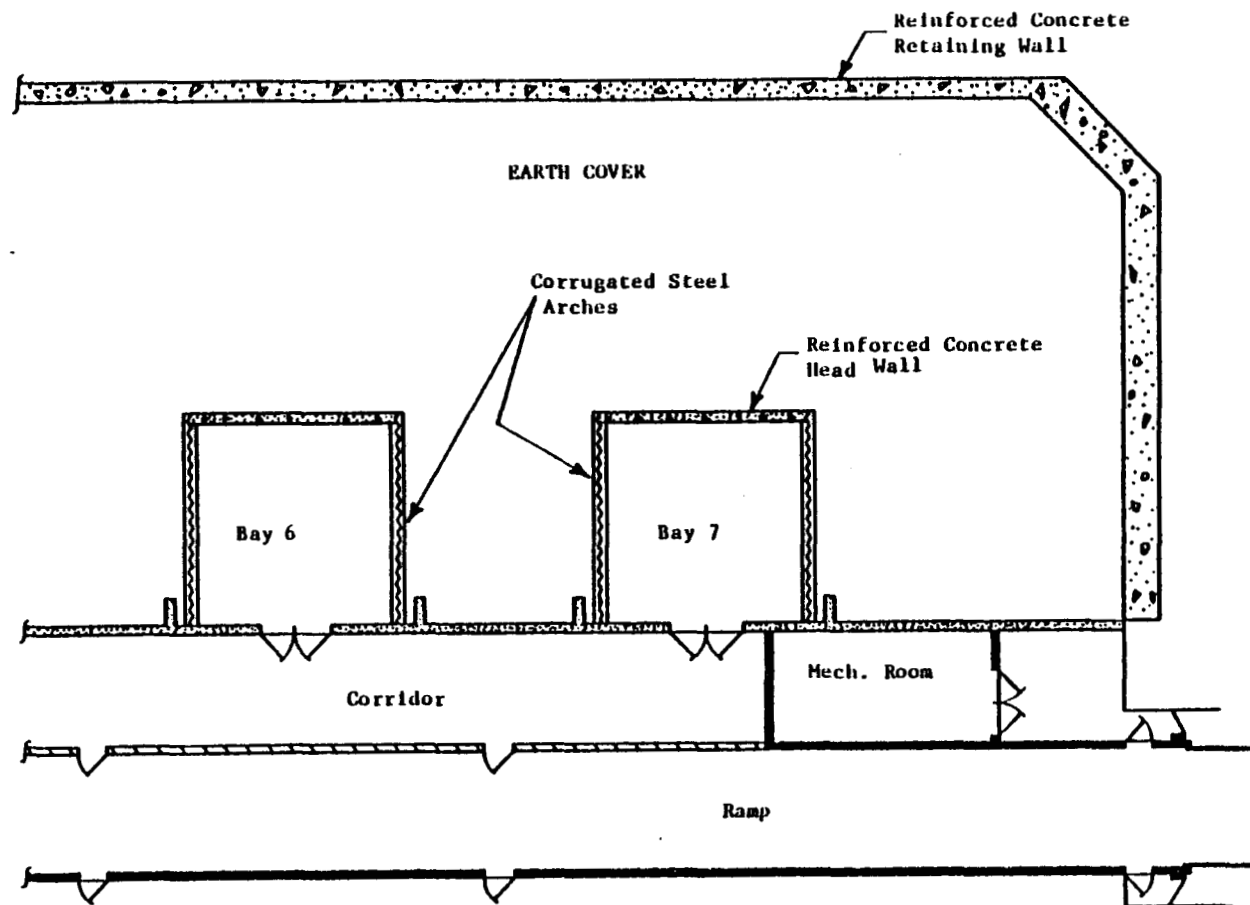 Reinforced Concrete
Retaining Wall
EARTH COVER
Corrugated Steel
Arches
Reinforced Concrete
Head Wall
Bay 6
Bay 7
Mech. Room
Corridor
Ramp